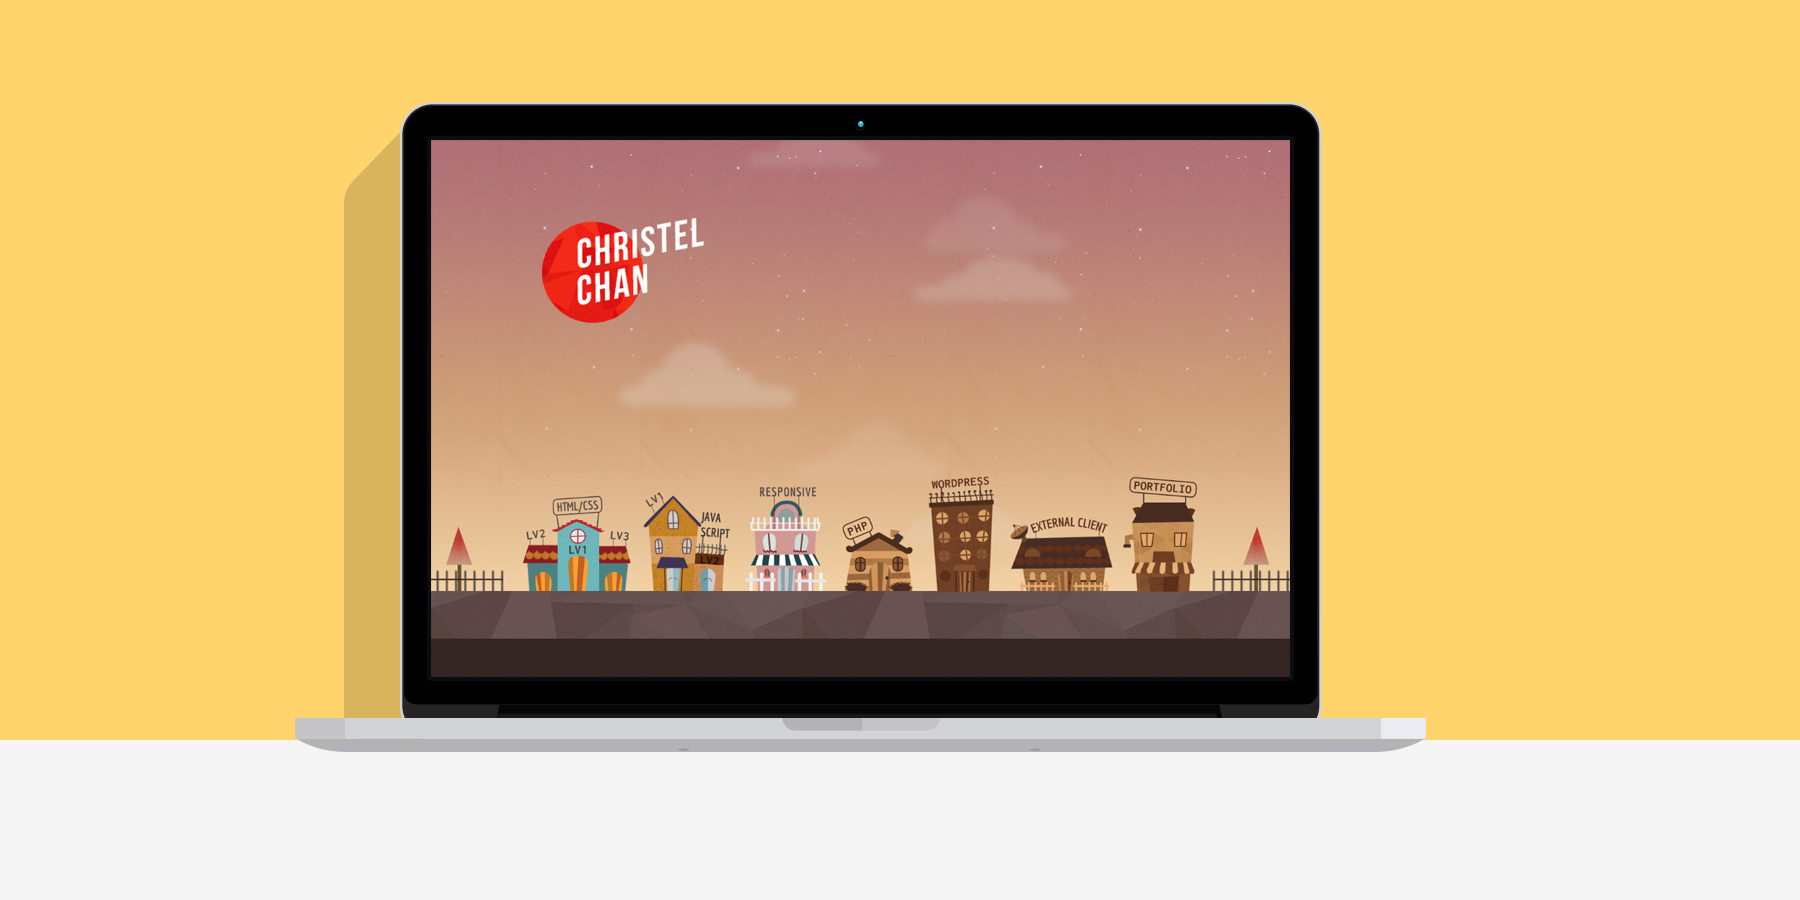 CHRISTEL
CHAN
HTML/CSS
LV2
LV1
LV3
LV1
JAVA
SCRIPT
LV2
RESPONSIVE
PHP
WORDPRESS
EXTERNAL CLIENT
PORTFOLIO